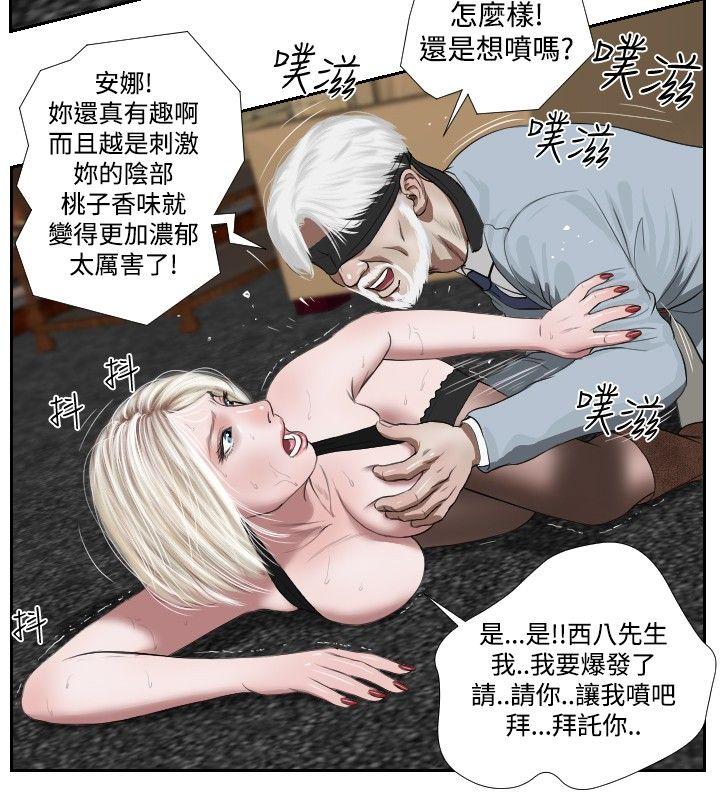 怎麼樣!
還是想噴嗎?
安娜!
妳還真有趣啊
而且越是刺激
妳的陰部
桃子香味就
變得更加濃郁
太厲害了!
噗滋
噗滋
噗滋
抖
抖
噗滋
抖
是...是!!西八先生
我..我要爆發了
請..請你..讓我噴吧
拜...拜託你..